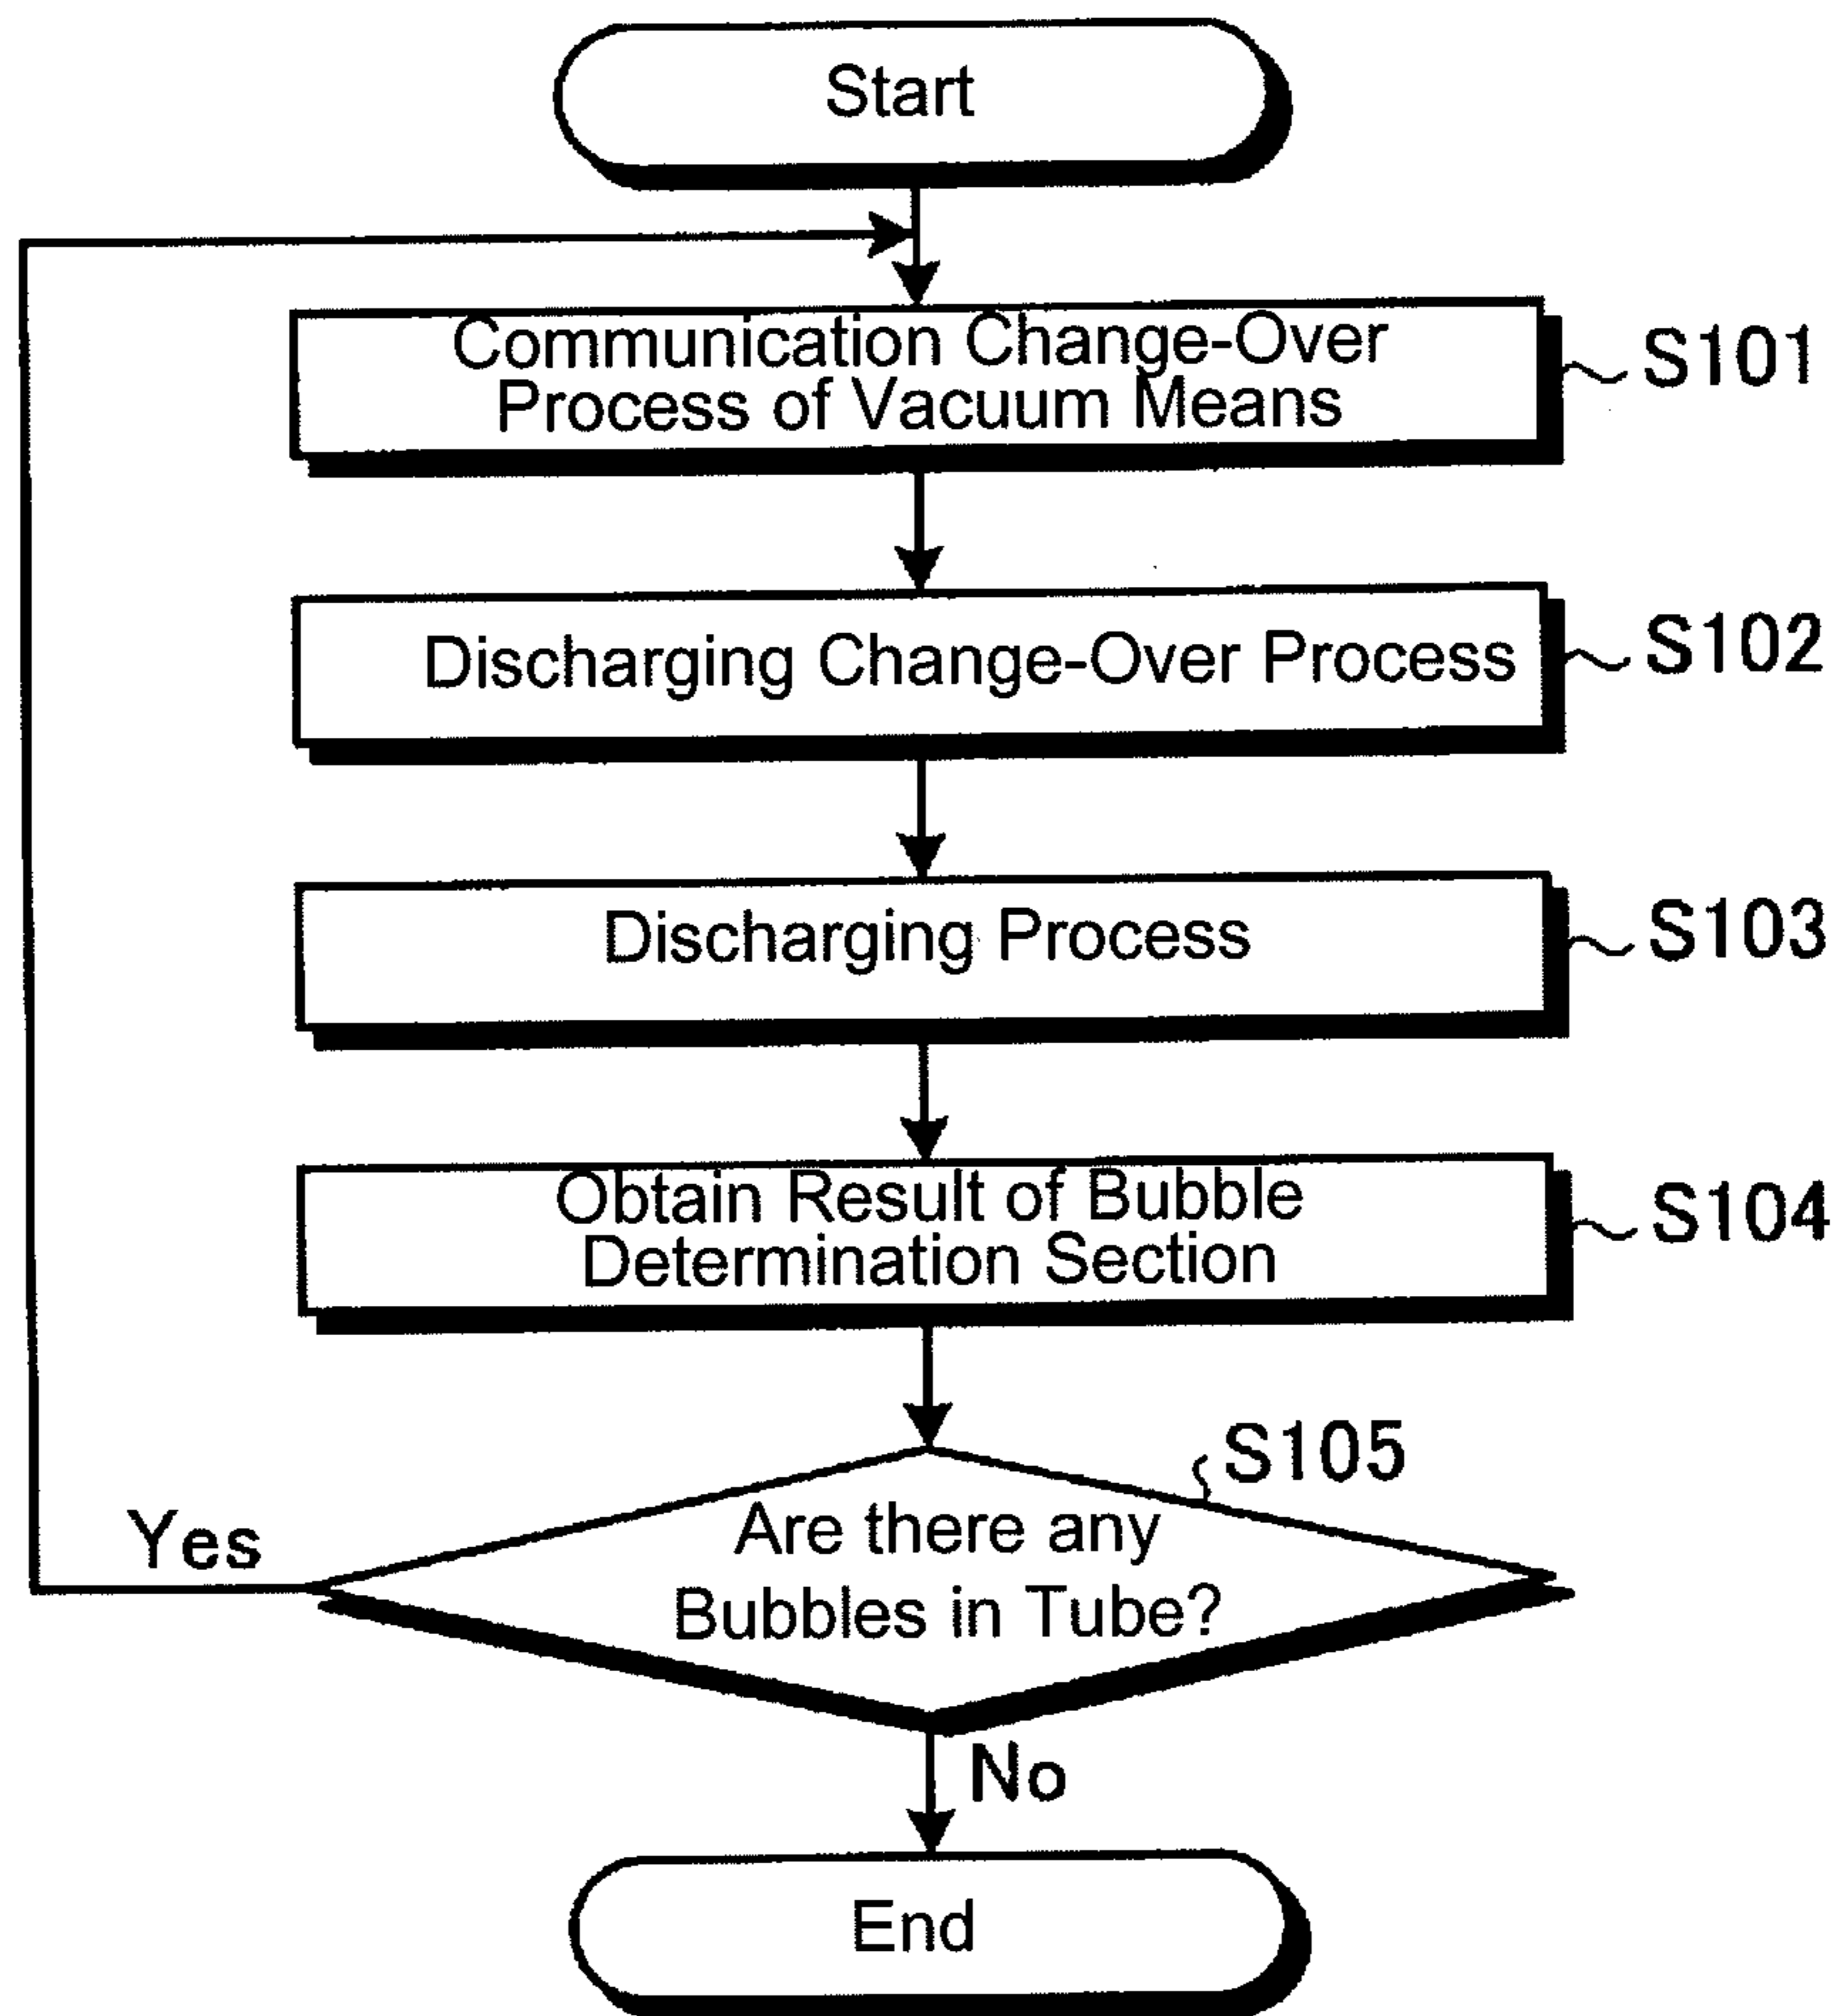 Start
Communication Change-Over
Process of Vacuum Means
S101
Discharging Change-Over Process
S102
Discharging Process
S103
Obtain Result of Bubble
Determination Section
S104
S105
Are there any
Bubbles in Tube?
Yes
No
End